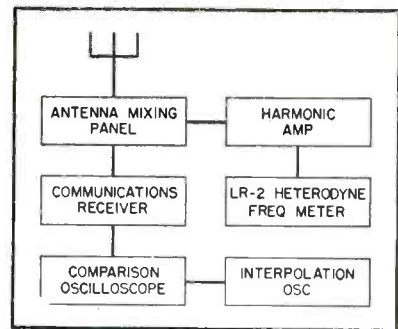 ANTENNA MIXING
PANEL
HARMONIC
AMP
COMMUNICATIONS
RECEIVER
LR-2 HETERODYNE
FREQ METER
COMPARISON
OSCILLOSCOPE
INTERPOLATION
OSC